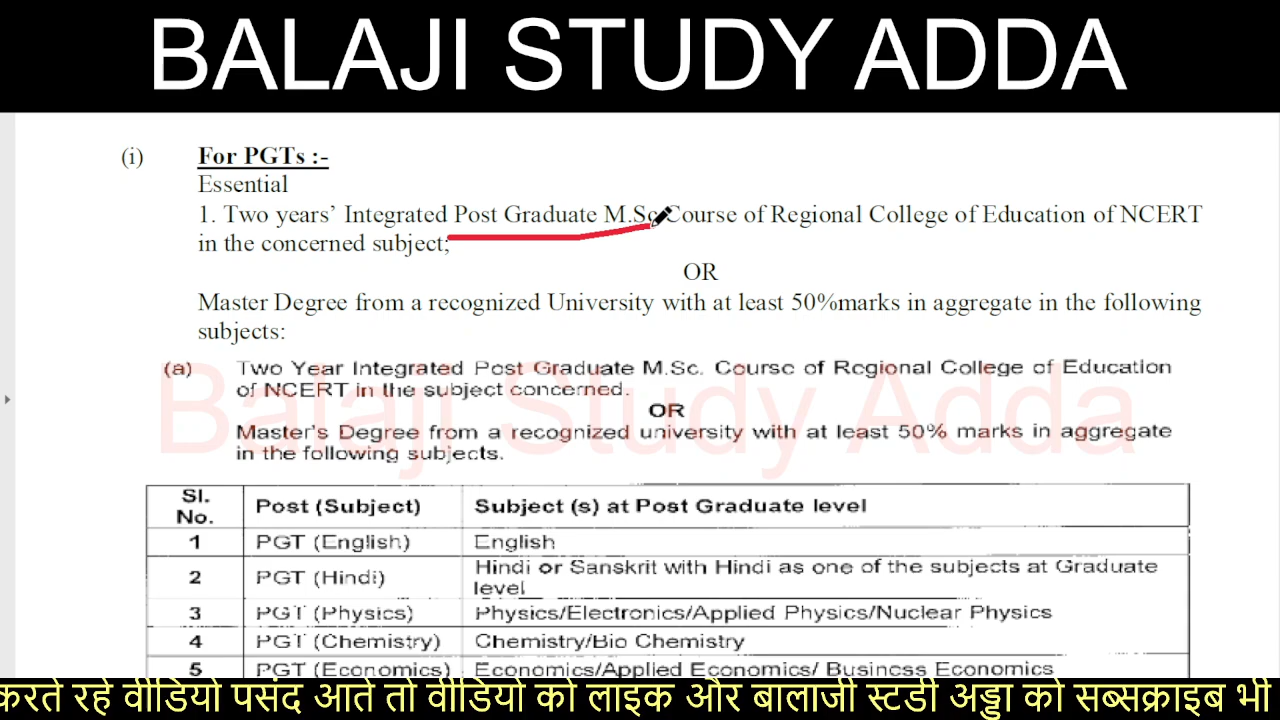 BALAJI STUDY ADDA
(i) For PGTs :-
Essential
1. Two years’ Integrated Post Graduate M.Sc Course of Regional College of Education of NCERT
in the concerned subject;
OR
Master Degree from a recognized University with at least 50%marks in aggregate in the following
subjects:
(a) Two Year Integrated Post Graduate M.Sc. Course of Regional College of Education
of NCERT in the subject concerned.
OR
Master's Degree from a recognized university with at least 50% marks in aggregate
in the following subjects.
Balaji Study Adda
Sl. No. Post (Subject) Subject (s) at Post Graduate level
1 PGT (English) English
2 PGT (Hindi) Hindi or Sanskrit with Hindi as one of the subjects at Graduate
level
3 PGT (Physics) Physics/Electronics/Applied Physics/Nuclear Physics
4 PGT (Chemistry) Chemistry/Bio Chemistry
5 PGT (Economics) Economics/Applied Economics/ Business Economics
करते रहे वीडियो पसंद आते तो वीडियो को लाइक और बालाजी स्टडी अड्डा को सब्सक्राइब भी